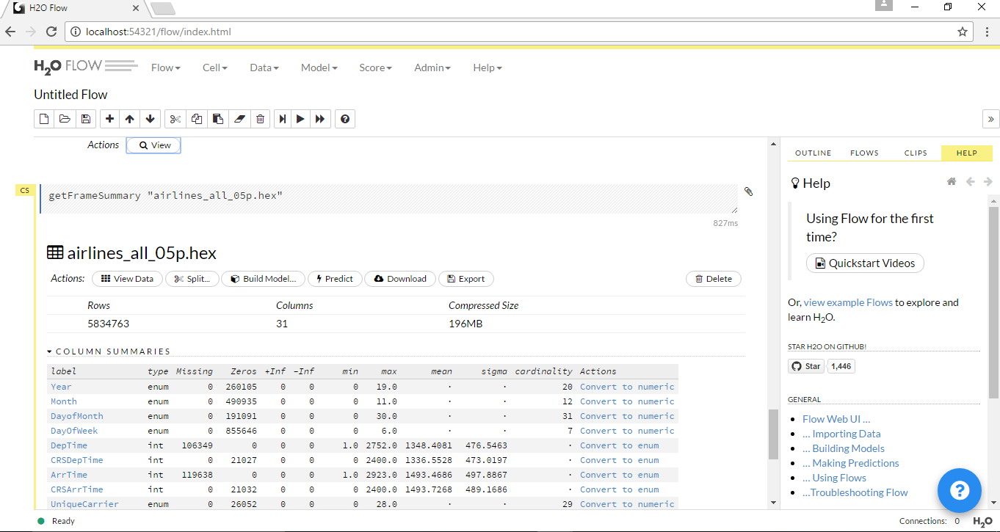 H2O Flow
localhost:54321/flow/index.html
H2O FLOW Flow Cell Data Model Score Admin Help
Untitled Flow
Actions View
OUTLINE FLOWS CLIPS HELP
CS
getFrameSummary "airlines_all_05p.hex"
827ms
airlines_all_05p.hex
Actions: View Data Split... Build Model... Predict Download Export Delete
Rows Columns Compressed Size
5834763 31 196MB
COLUMN SUMMARIES
label type Missing Zeros +Inf -Inf min max mean sigma cardinality Actions
Year enum 0 260105 0 0 0 19.0 · · 20 Convert to numeric
Month enum 0 490935 0 0 0 11.0 · · 12 Convert to numeric
DayofMonth enum 0 191091 0 0 0 30.0 · · 31 Convert to numeric
DayOfWeek enum 0 855646 0 0 0 6.0 · · 7 Convert to numeric
DepTime int 106349 0 0 0 1.0 2752.0 1348.4081 476.5463 · Convert to enum
CRSDepTime int 0 21027 0 0 0 2400.0 1336.5528 473.0197 · Convert to enum
ArrTime int 119638 0 0 0 1.0 2923.0 1493.4686 497.8867 · Convert to enum
CRSArrTime int 0 21032 0 0 0 2400.0 1493.7268 489.1686 · Convert to enum
UniqueCarrier enum 0 26052 0 0 0 28.0 · · 29 Convert to numeric
Help
Using Flow for the first
time?
Quickstart Videos
Or, view example Flows to explore and
learn H2O.
STAR H2O ON GITHUB!
Star 1,446
GENERAL
Flow Web UI ...
... Importing Data
... Building Models
... Making Predictions
... Using Flows
...Troubleshooting Flow
Ready
Connections: 0 H2O